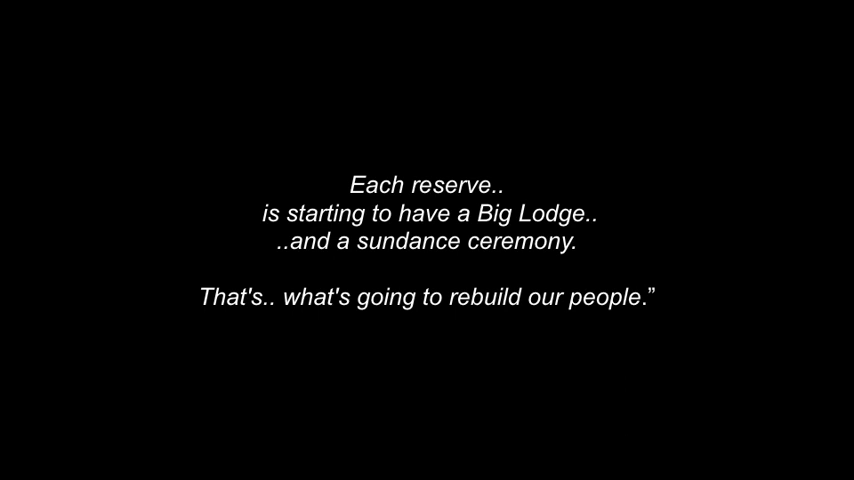 Each reserve..
is starting to have a Big Lodge..
..and a sundance ceremony.
That's.. what's going to rebuild our people.”